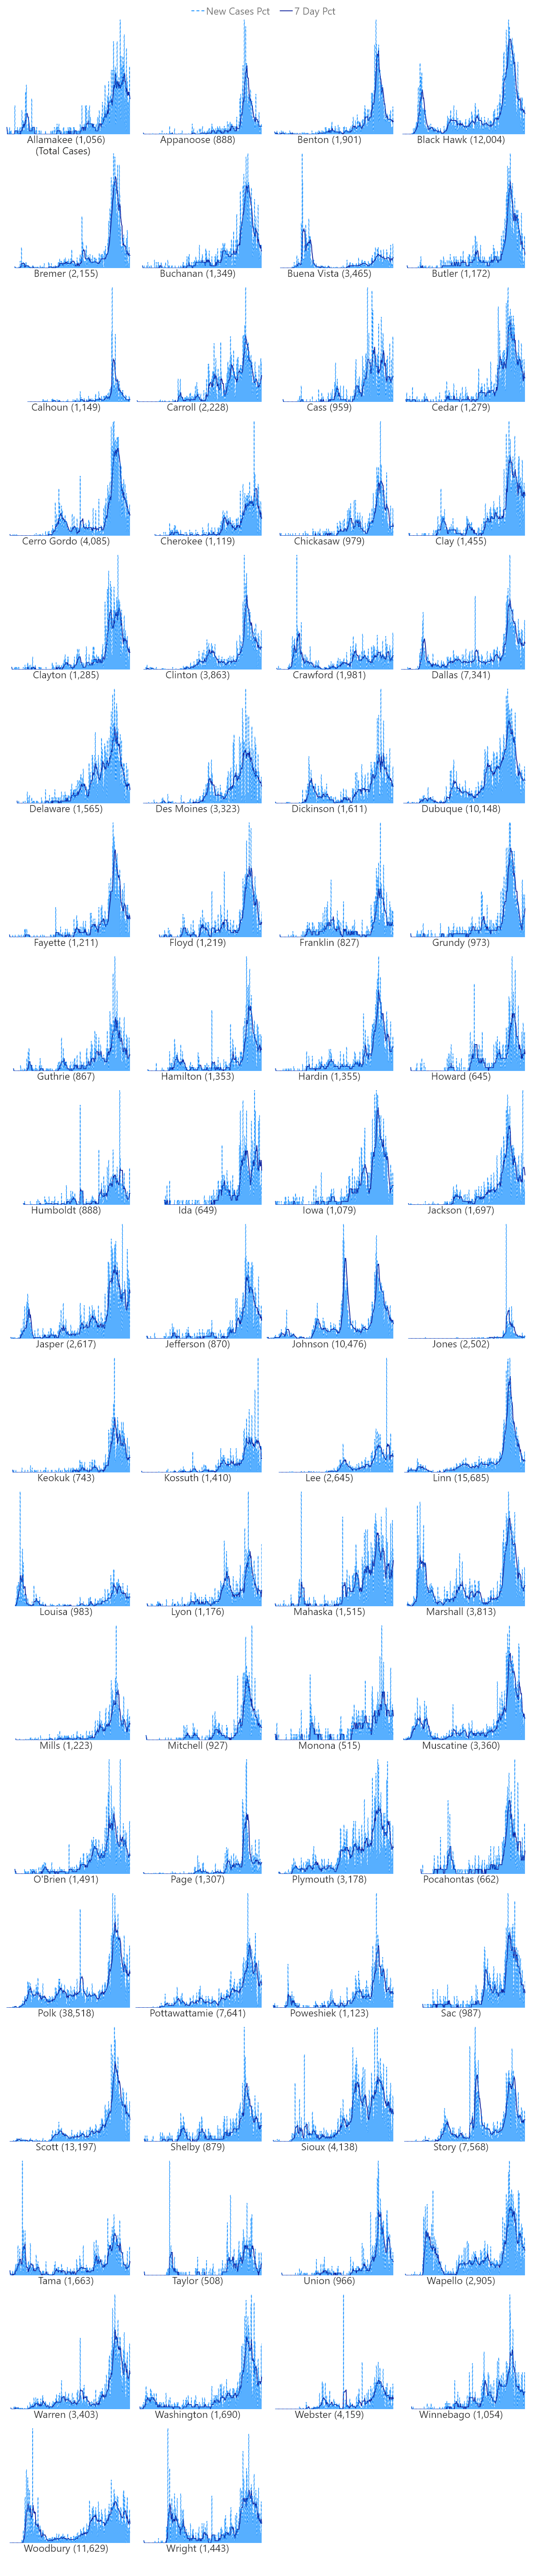 New Cases Pct 7 Day Pct
Allamakee (1,056) Appanoose (888) Benton (1,901) Black Hawk (12,004)
(Total Cases)
Bremer (2,155) Buchanan (1,349) Buena Vista (3,465) Butler (1,172)
Calhoun (1,149) Carroll (2,228) Cass (959) Cedar (1,279)
Cerro Gordo (4,085) Cherokee (1,119) Chickasaw (979) Clay (1,455)
Clayton (1,285) Clinton (3,863) Crawford (1,981) Dallas (7,341)
Delaware (1,565) Des Moines (3,323) Dickinson (1,611) Dubuque (10,148)
Fayette (1,211) Floyd (1,219) Franklin (827) Grundy (973)
Guthrie (867) Hamilton (1,353) Hardin (1,355) Howard (645)
Humboldt (888) Ida (649) Iowa (1,079) Jackson (1,697)
Jasper (2,617) Jefferson (870) Johnson (10,476) Jones (2,502)
Keokuk (743) Kossuth (1,410) Lee (2,645) Linn (15,685)
Louisa (983) Lyon (1,176) Mahaska (1,515) Marshall (3,813)
Mills (1,223) Mitchell (927) Monona (515) Muscatine (3,360)
O'Brien (1,491) Page (1,307) Plymouth (3,178) Pocahontas (662)
Polk (38,518) Pottawattamie (7,641) Poweshiek (1,123) Sac (987)
Scott (13,197) Shelby (879) Sioux (4,138) Story (7,568)
Tama (1,663) Taylor (508) Union (966) Wapello (2,905)
Warren (3,403) Washington (1,690) Webster (4,159) Winnebago (1,054)
Woodbury (11,629) Wright (1,443)